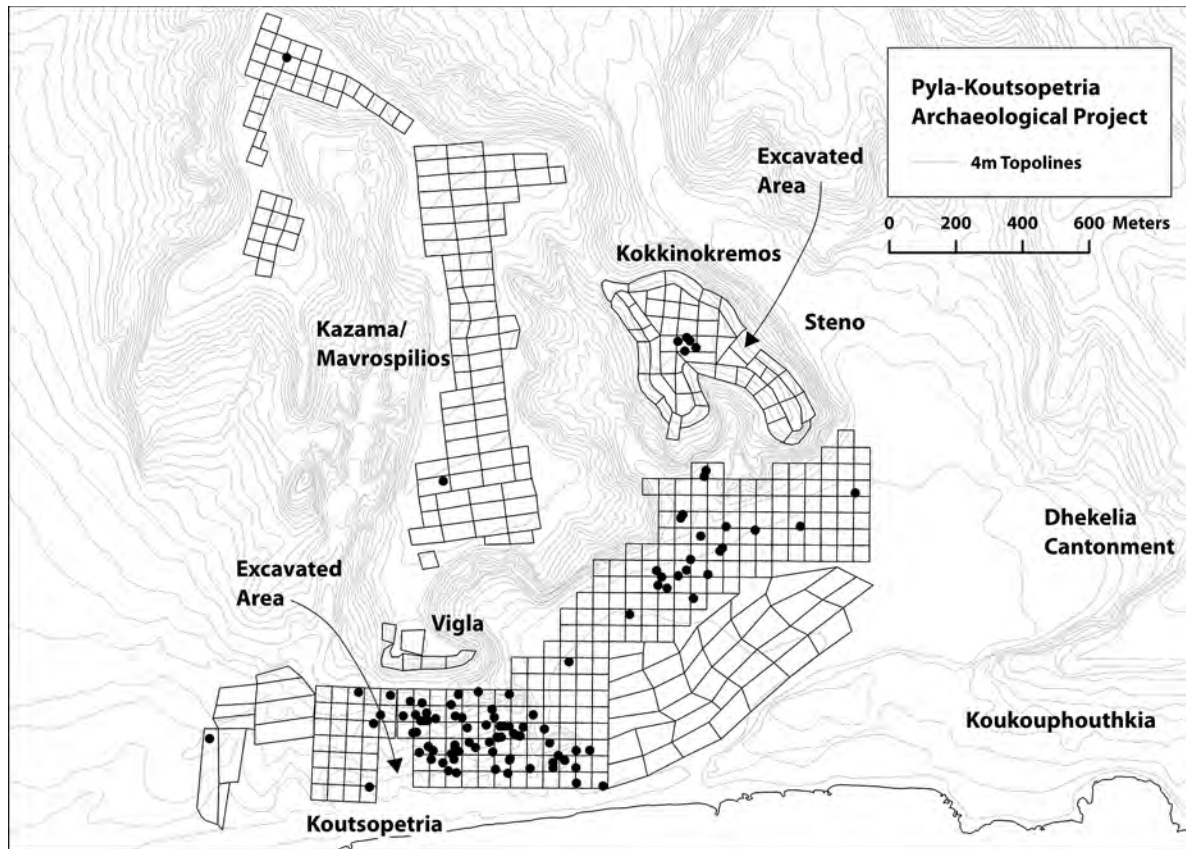 Pyla-Koutsopetria
Archaeological Project
4m Topolines
0 200 400 600 Meters
Excavated
Area
Kokkinokremos
Steno
Kazama/
Mavrospilios
Dhekelia
Cantonment
Excavated
Area
Vigla
Koukouphouthkia
Koutsopetria